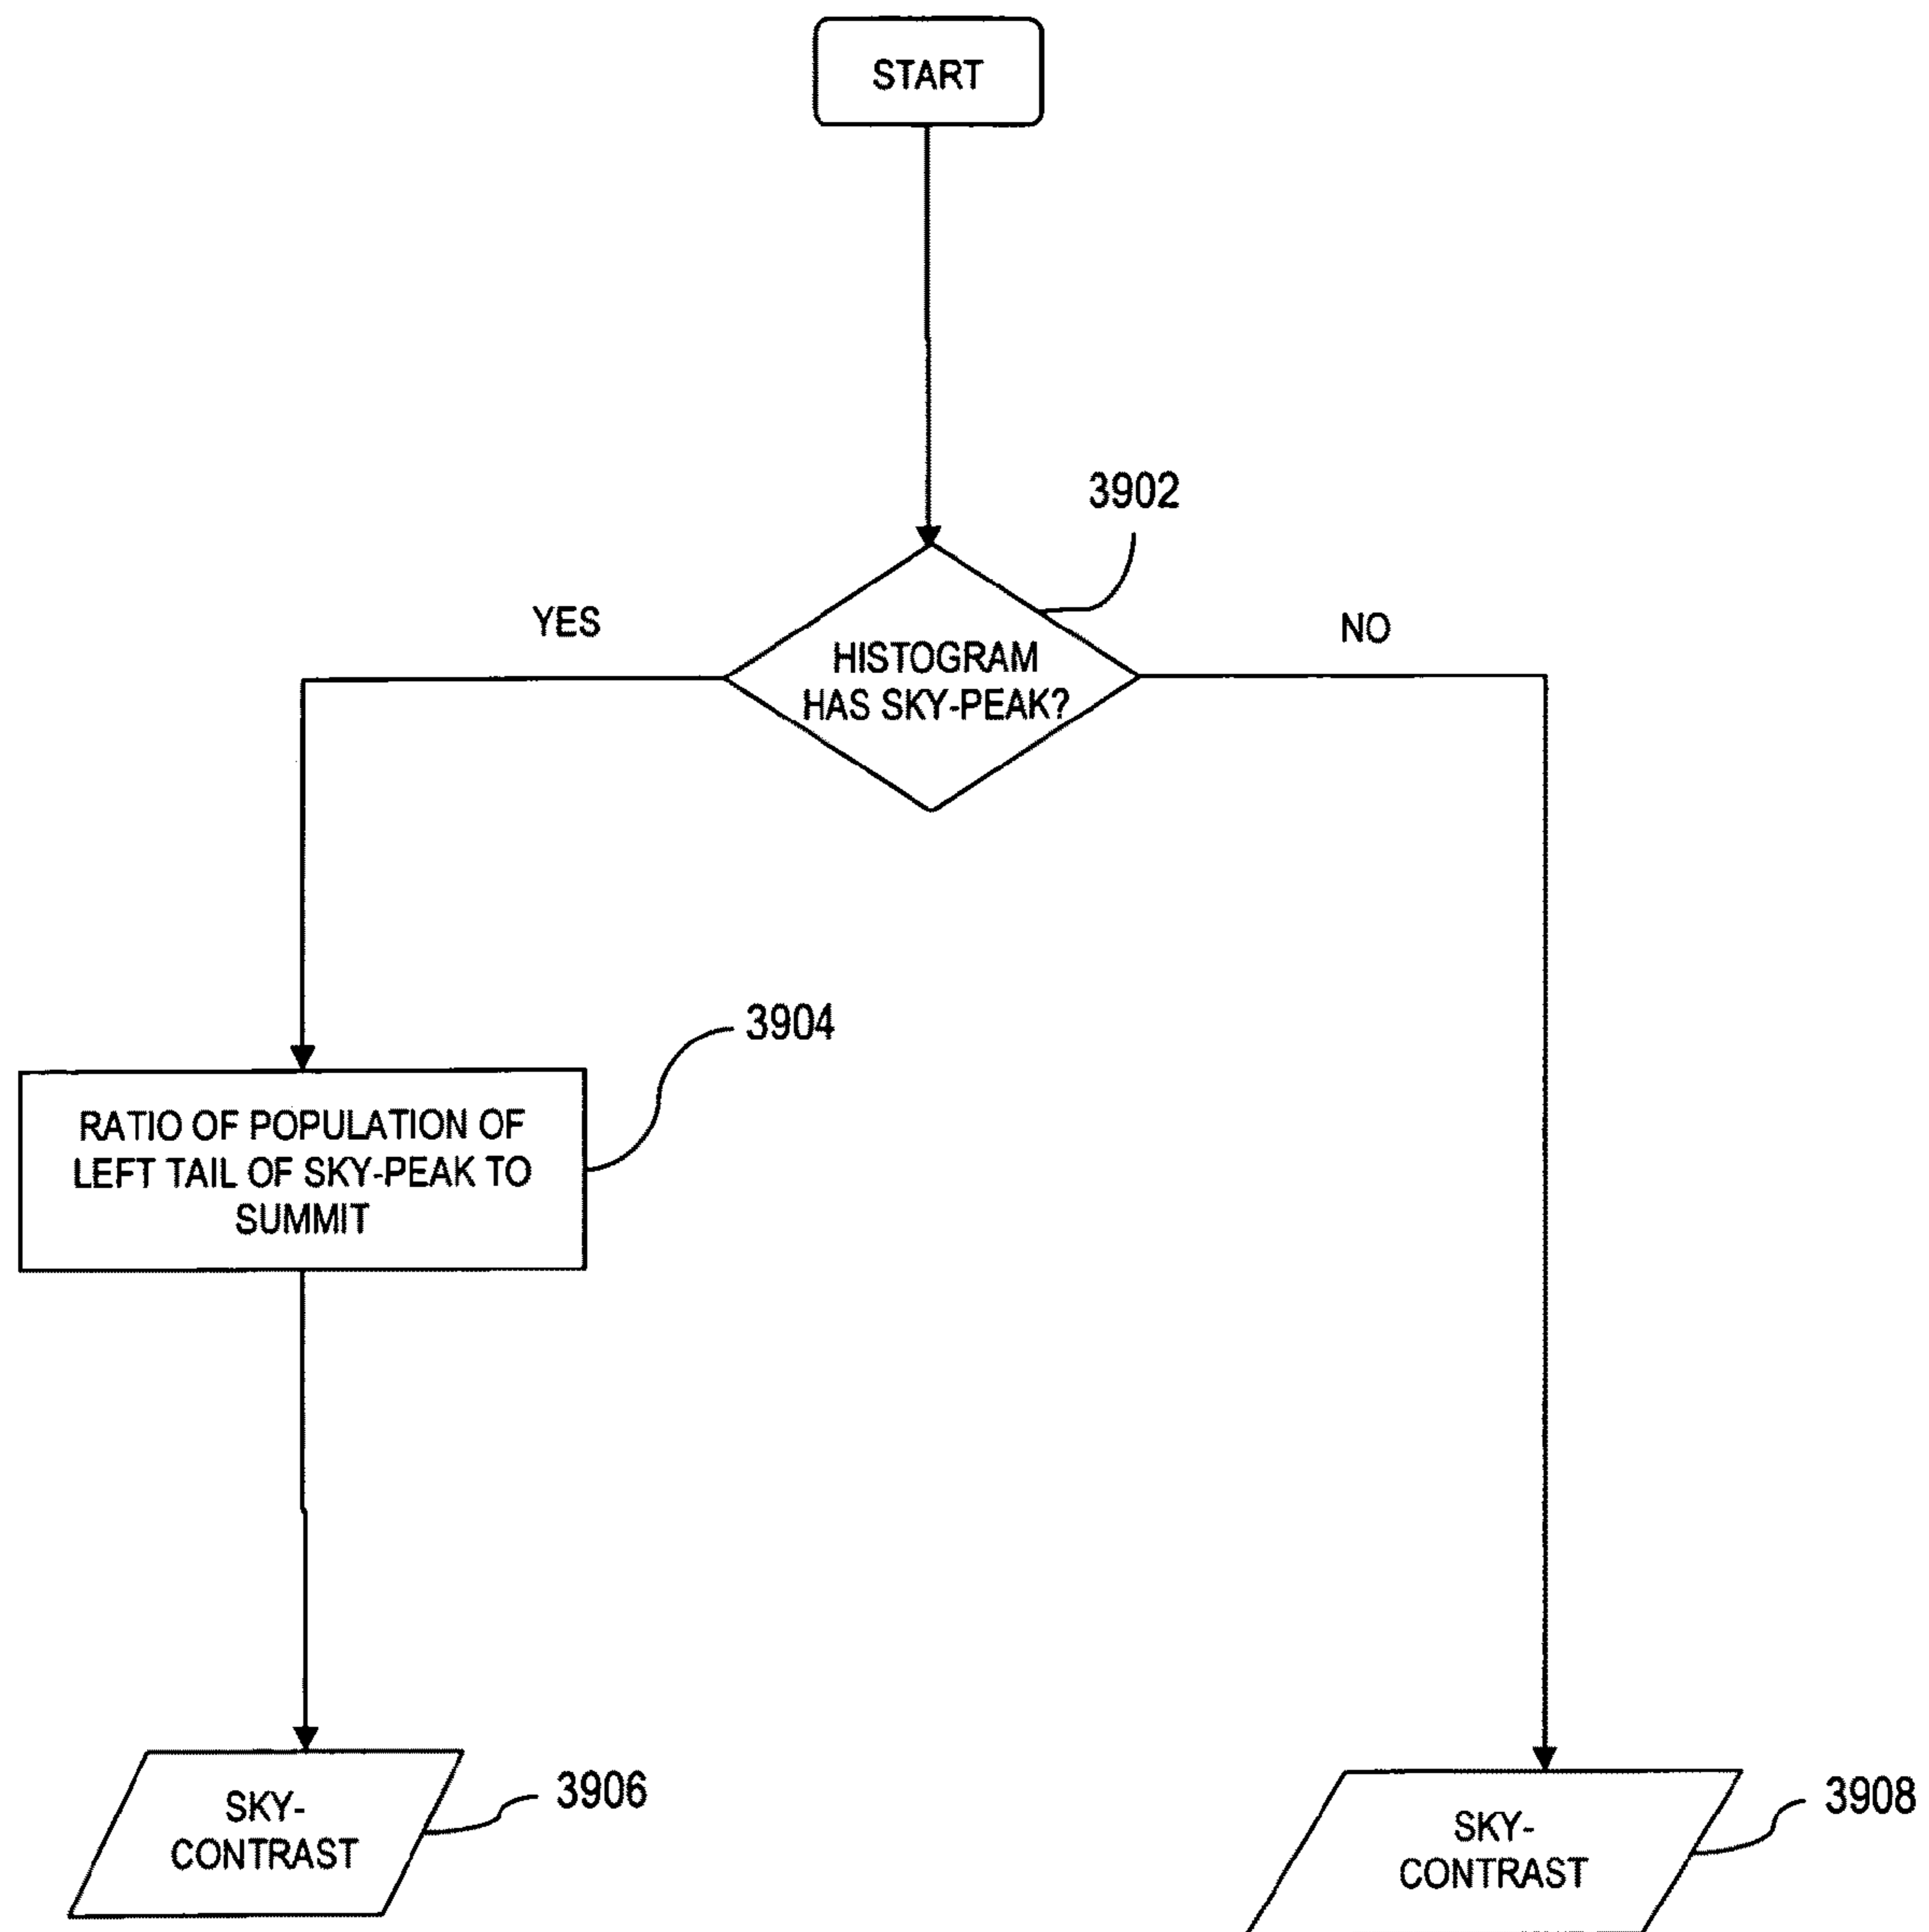 START
3902
YES
NO
HISTOGRAM
HAS SKY-PEAK?
3904
RATIO OF POPULATION OF
LEFT TAIL OF SKY-PEAK TO
SUMMIT
SKY-
CONTRAST
3906
SKY-
CONTRAST
3908